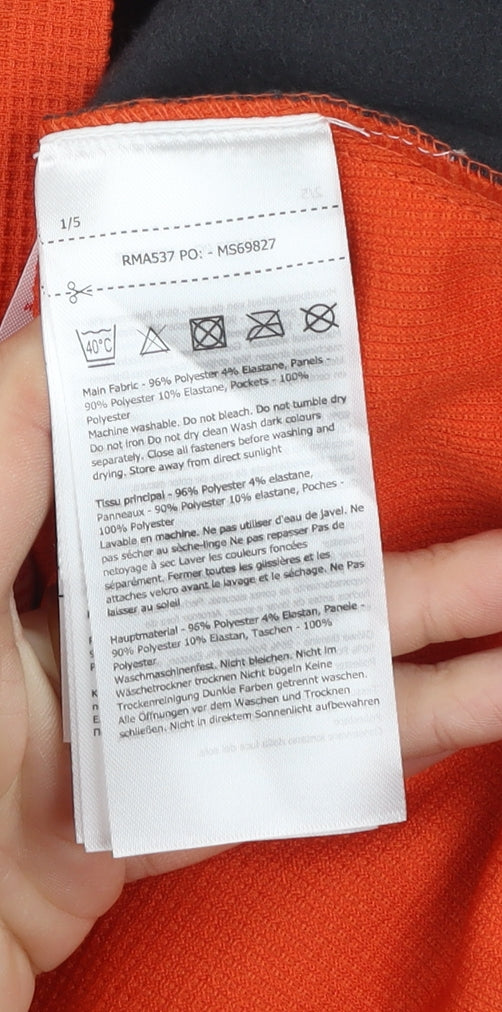 1/5
RMA537 PO: - MS69827
40°C
Main Fabric - 96% Polyester 4% Elastane, Panels -
90% Polyester 10% Elastane, Pockets - 100%
Polyester
Machine washable. Do not bleach. Do not tumble dry
Do not iron Do not dry clean Wash dark colours
separately. Close all fasteners before washing and
drying. Store away from direct sunlight
Tissu principal - 96% Polyester 4% elastane,
Panneaux - 90% Polyester 10% elastane, Poches -
100% Polyester
Lavable en machine. Ne pas utiliser d'eau de javel. Ne
pas sécher au sèche-linge Ne pas repasser Pas de
netoyage à sec Laver les couleurs foncées
séparément. Fermer toutes les glissières et les
attaches velcro avant le lavage et le séchage. Ne Pas
laisser au soleil
Hauptmaterial - 96% Polyester 4% Elastan, Panele -
90% Polyester 10% Elastan, Taschen - 100%
Polyester
Waschmaschinenfest. Nicht bleichen. Nicht im
Wäschetrockner trocknen Nicht bügeln Keine
Trockenreinigung Dunkle Farben getrennt waschen.
Alle Öffnungen vor dem Waschen und Trocknen
schließen. Nicht in direktem Sonnenlicht aufbewahren